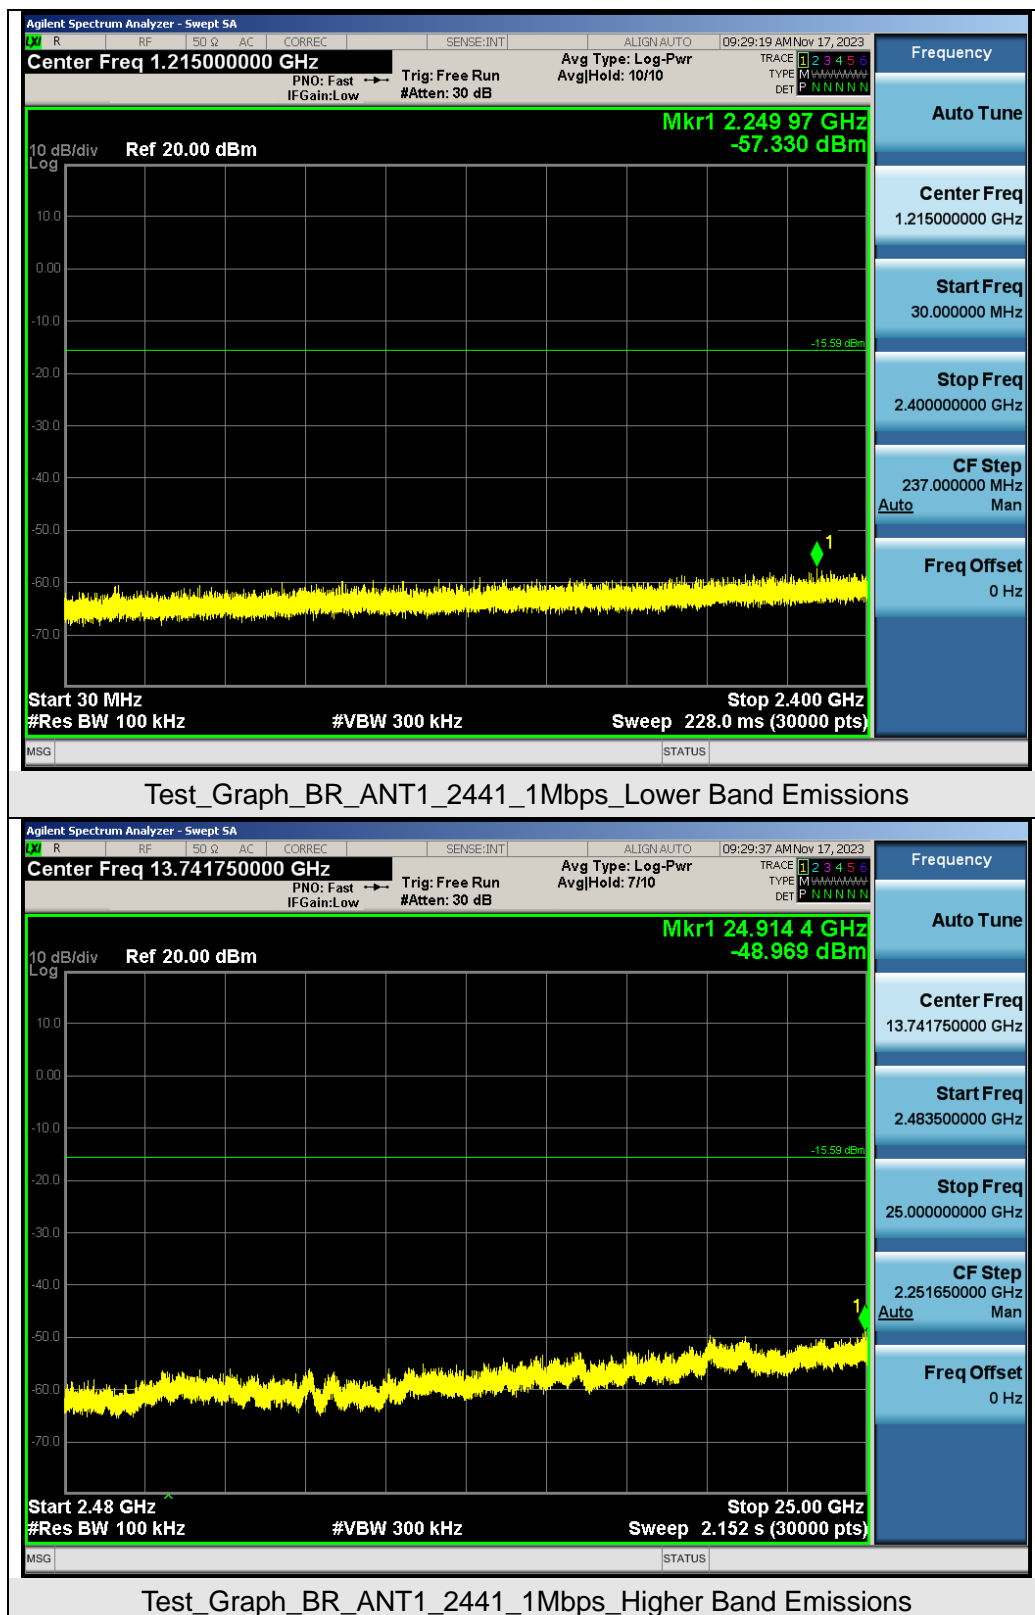 Agilent Spectrum Analyzer - Swept SA
LXI R RF 50 Ω AC CORREC SENSE:INT ALIGN AUTO 09:29:19 AM Nov 17, 2023
Center Freq 1.215000000 GHz
PNO: Fast
IFGain:Low
Trig: Free Run
#Atten: 30 dB
Avg Type: Log-Pwr
Avg|Hold: 10/10
TRACE 1 2 3 4 5 6
TYPE M WWWWW
DET P N N N N N
Frequency
Auto Tune
Center Freq
1.215000000 GHz
Start Freq
30.000000 MHz
Stop Freq
2.400000000 GHz
CF Step
237.000000 MHz
Auto Man
Freq Offset
0 Hz
Mkr1 2.249 97 GHz
-57.330 dBm
10 dB/div Ref 20.00 dBm
Log
10.0
0.00
-10.0
-15.59 dBm
-20.0
-30.0
-40.0
-50.0
1
-60.0
-70.0
Start 30 MHz Stop 2.400 GHz
#Res BW 100 kHz #VBW 300 kHz Sweep 228.0 ms (30000 pts)
MSG STATUS
Test_Graph_BR_ANT1_2441_1Mbps_Lower Band Emissions
Agilent Spectrum Analyzer - Swept SA
LXI R RF 50 Ω AC CORREC SENSE:INT ALIGN AUTO 09:29:37 AM Nov 17, 2023
Center Freq 13.741750000 GHz
PNO: Fast
IFGain:Low
Trig: Free Run
#Atten: 30 dB
Avg Type: Log-Pwr
Avg|Hold: 7/10
TRACE 1 2 3 4 5 6
TYPE M WWWWW
DET P N N N N N
Frequency
Auto Tune
Center Freq
13.741750000 GHz
Start Freq
2.483500000 GHz
Stop Freq
25.000000000 GHz
CF Step
2.251650000 GHz
Auto Man
Freq Offset
0 Hz
Mkr1 24.914 4 GHz
-48.969 dBm
10 dB/div Ref 20.00 dBm
Log
10.0
0.00
-10.0
-15.59 dBm
-20.0
-30.0
-40.0
1
-50.0
-60.0
-70.0
Start 2.48 GHz Stop 25.00 GHz
#Res BW 100 kHz #VBW 300 kHz Sweep 2.152 s (30000 pts)
MSG STATUS
Test_Graph_BR_ANT1_2441_1Mbps_Higher Band Emissions